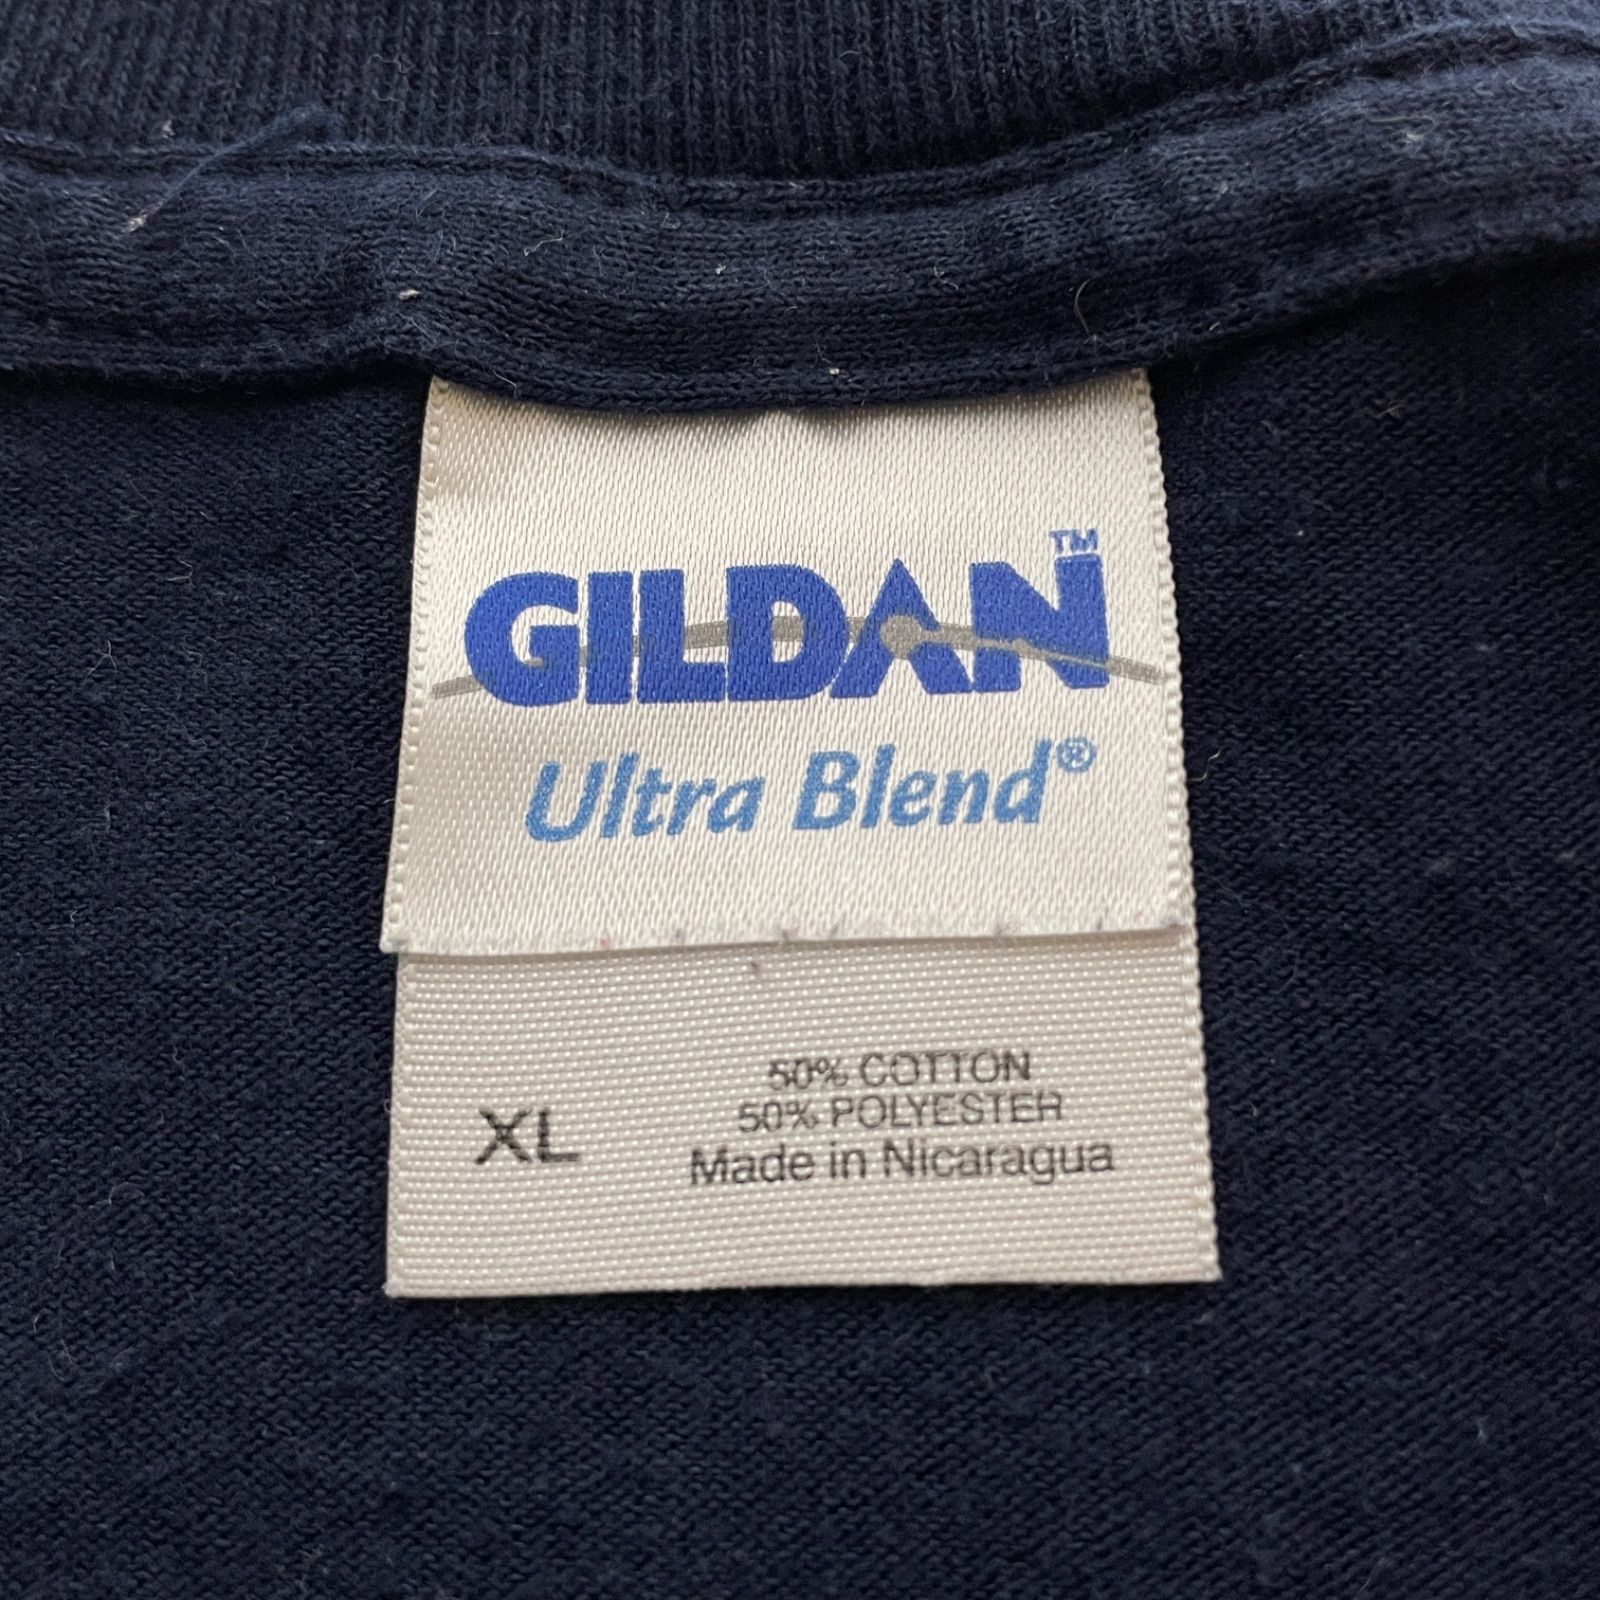 GILDAN™
Ultra Blend®
XL
50% COTTON
50% POLYESTER
Made in Nicaragua